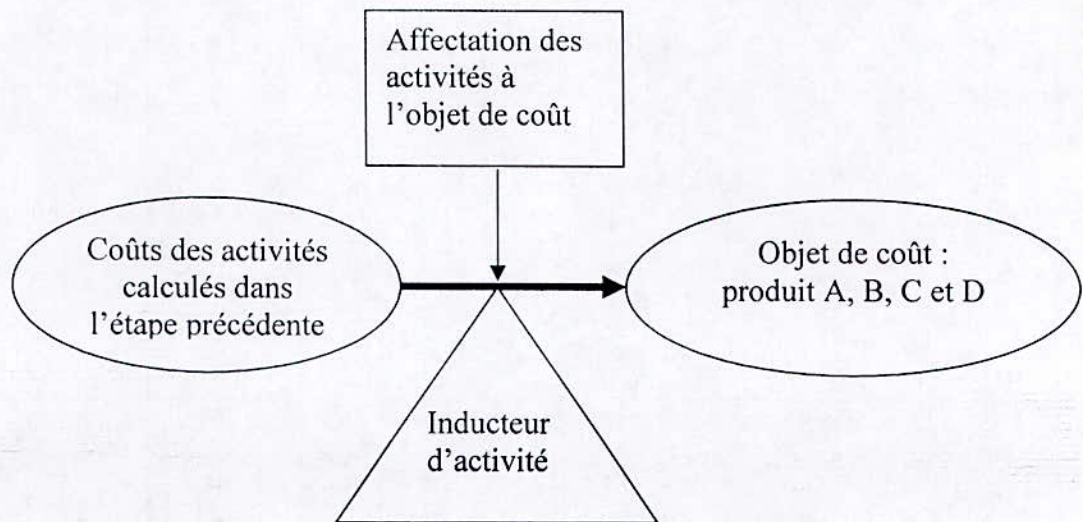 Affectation des
activités à
l'objet de coût
Coûts des activités
calculés dans
l'étape précédente
Objet de coût :
produit A, B, C et D
Inducteur
d'activité